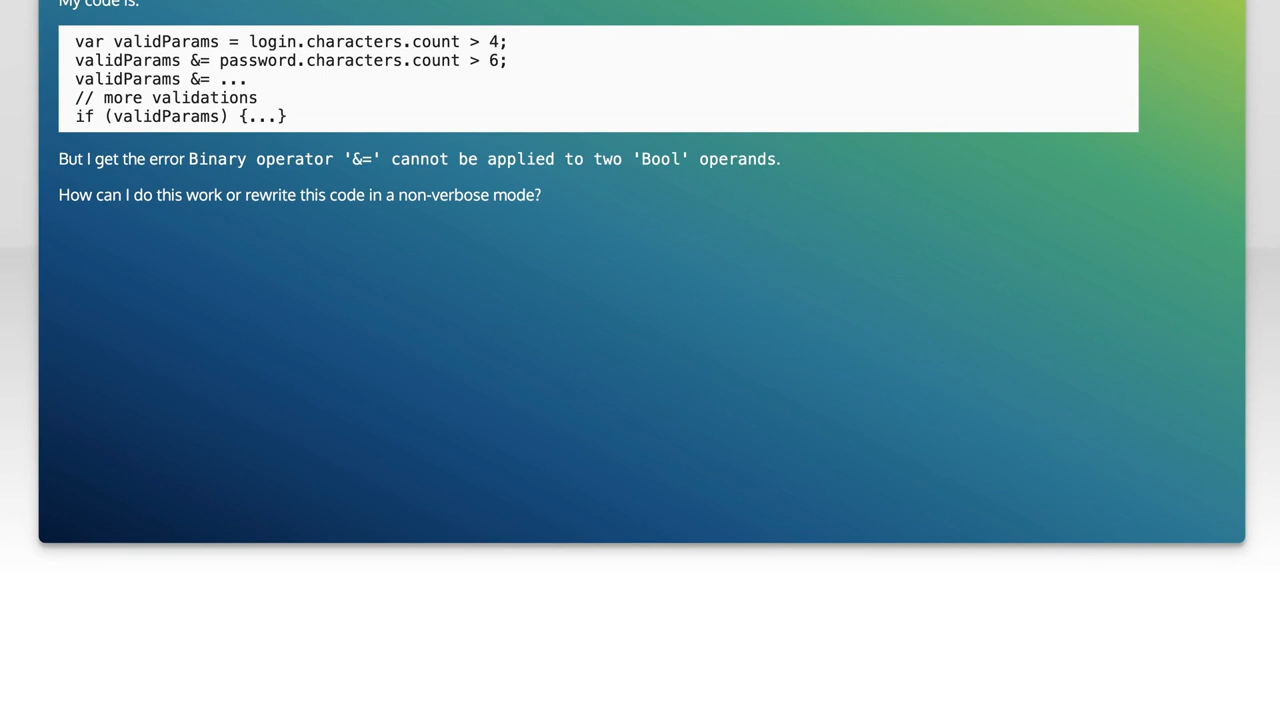 My code is:
var validParams = login.characters.count > 4;
validParams &= password.characters.count > 6;
validParams &= ...
// more validations
if (validParams) {...}
But I get the error Binary operator '&=' cannot be applied to two 'Bool' operands.
How can I do this work or rewrite this code in a non-verbose mode?